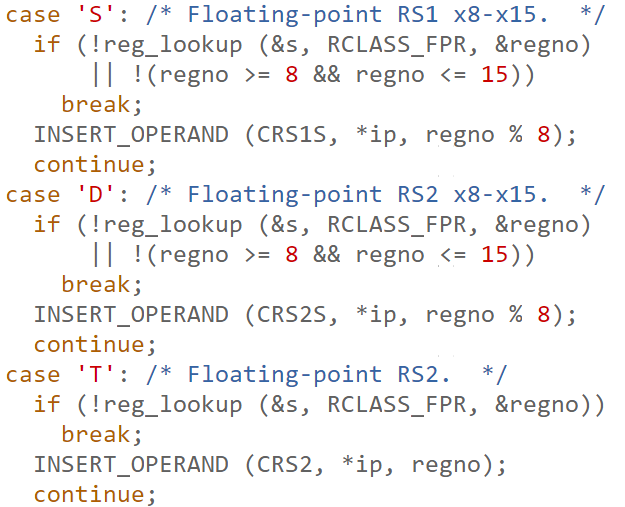 case 'S': /* Floating-point RS1 x8-x15.  */
  if (!reg_lookup (&s, RCLASS_FPR, &regno)
      || !(regno >= 8 && regno <= 15))
    break;
  INSERT_OPERAND (CRS1S, *ip, regno % 8);
  continue;
case 'D': /* Floating-point RS2 x8-x15.  */
  if (!reg_lookup (&s, RCLASS_FPR, &regno)
      || !(regno >= 8 && regno <= 15))
    break;
  INSERT_OPERAND (CRS2S, *ip, regno % 8);
  continue;
case 'T': /* Floating-point RS2.  */
  if (!reg_lookup (&s, RCLASS_FPR, &regno))
    break;
  INSERT_OPERAND (CRS2, *ip, regno);
  continue;